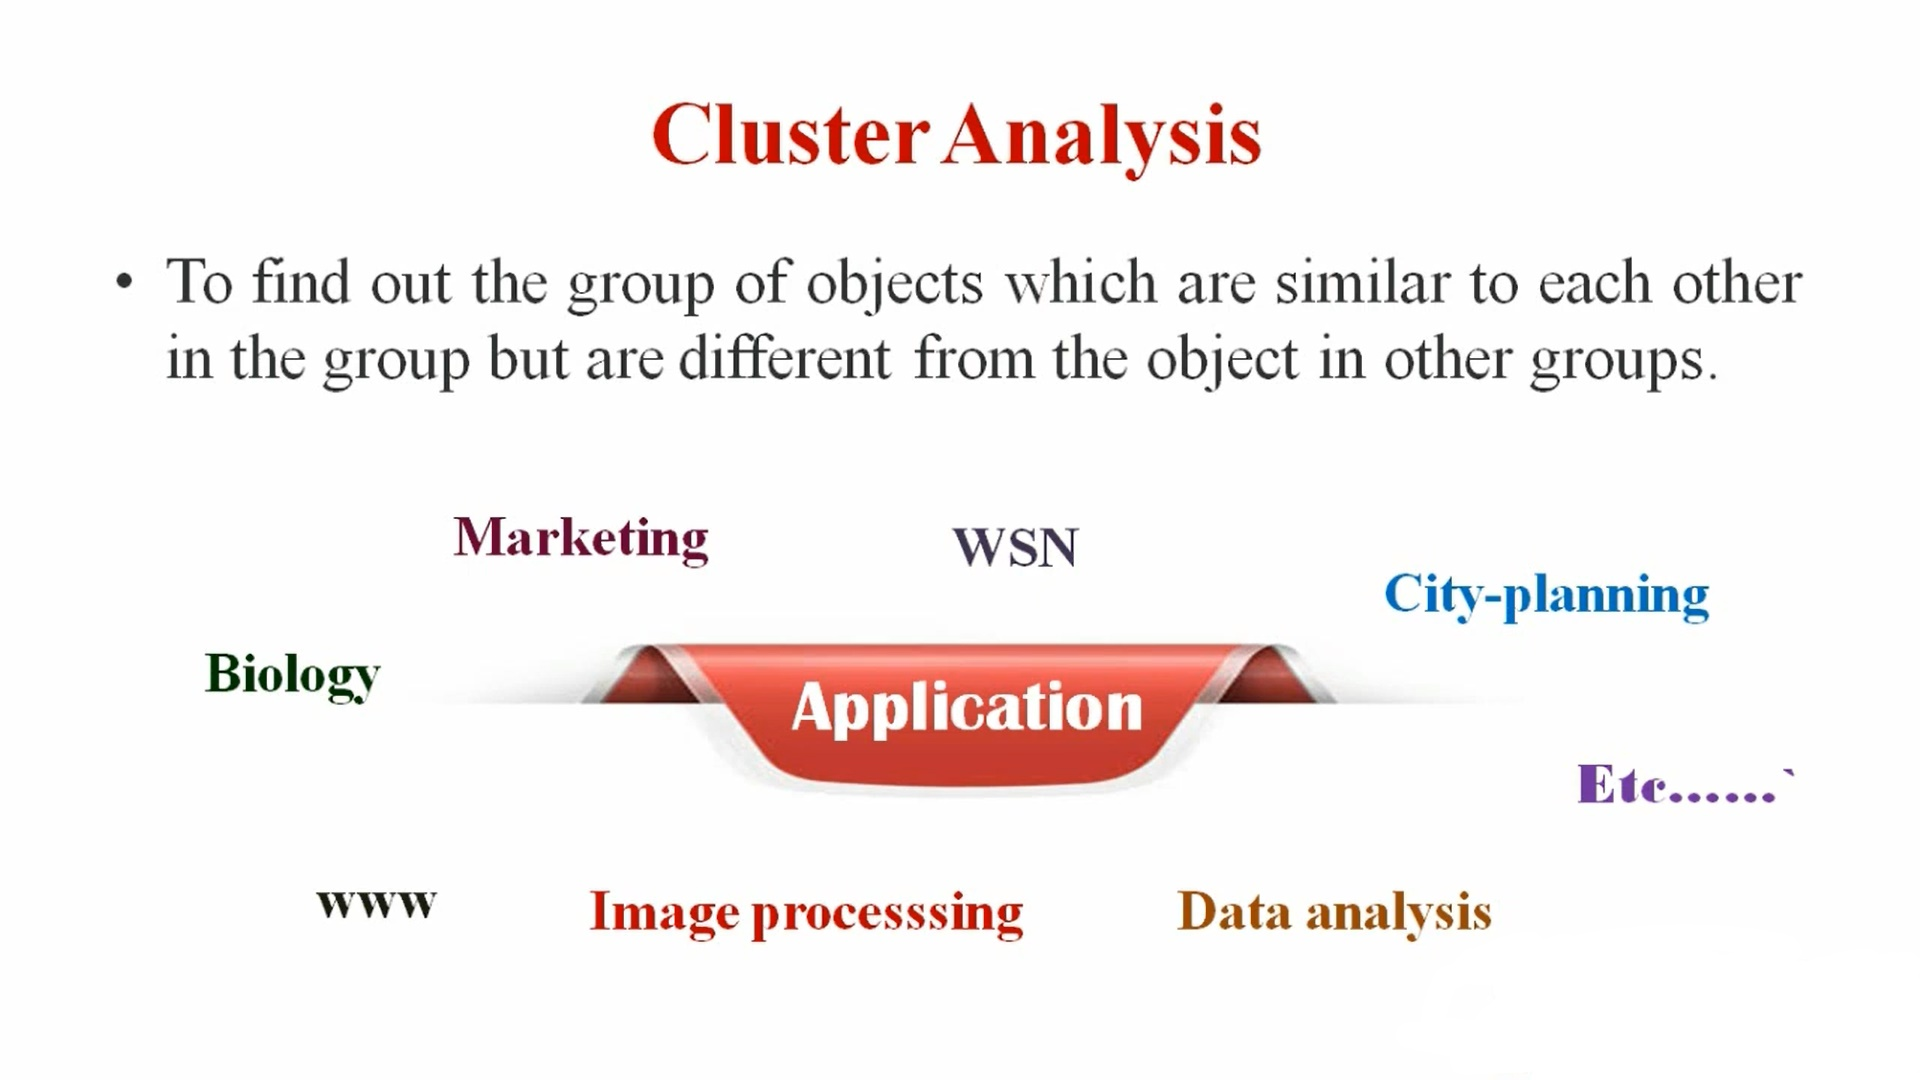 Cluster Analysis
• To find out the group of objects which are similar to each other
in the group but are different from the object in other groups.
Marketing
WSN
City-planning
Biology
Application
Etc......`
www
Image processsing
Data analysis